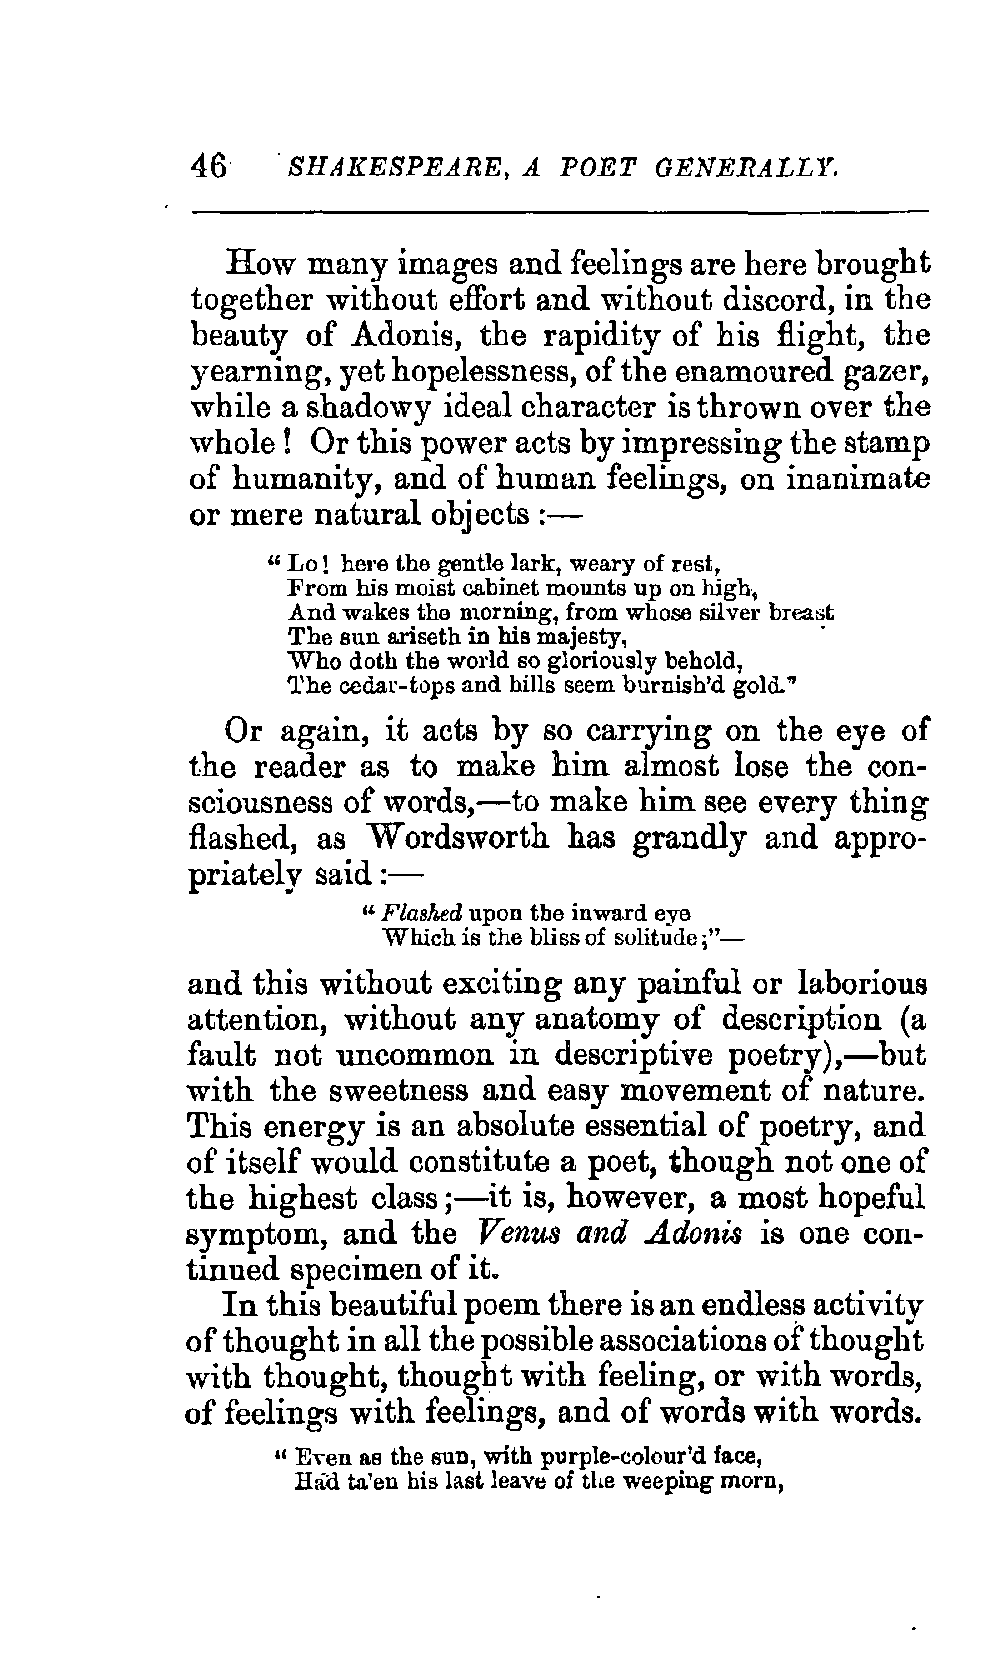 46 SHAKESPEARE, A POET GENERALLY.
How many images and feelings are here brought
together without effort and without discord, in the
beauty of Adonis, the rapidity of his flight, the
yearning, yet hopelessness, of the enamoured gazer,
while a shadowy ideal character is thrown over the
whole! Or this power acts by impressing the stamp
of humanity, and of human feelings, on inanimate
or mere natural objects :—
“ Lo! here the gentle lark, weary of rest,
From his moist cabinet mounts up on high,
And wakes the morning, from whose silver breast
The sun ariseth in his majesty,
Who doth the world so gloriously behold,
The cedar-tops and hills seem burnish'd gold.”
Or again, it acts by so carrying on the eye of
the reader as to make him almost lose the con-
sciousness of words,—to make him see every thing
flashed, as Wordsworth has grandly and appro-
priately said :—
“ Flashed upon the inward eye
Which is the bliss of solitude;”—
and this without exciting any painful or laborious
attention, without any anatomy of description (a
fault not uncommon in descriptive poetry),—but
with the sweetness and easy movement of nature.
This energy is an absolute essential of poetry, and
of itself would constitute a poet, though not one of
the highest class;—it is, however, a most hopeful
symptom, and the Venus and Adonis is one con-
tinued specimen of it.
In this beautiful poem there is an endless activity
of thought in all the possible associations of thought
with thought, thought with feeling, or with words,
of feelings with feelings, and of words with words.
“ Even as the sun, with purple-colour'd face,
Had ta'en his last leave of the weeping morn,